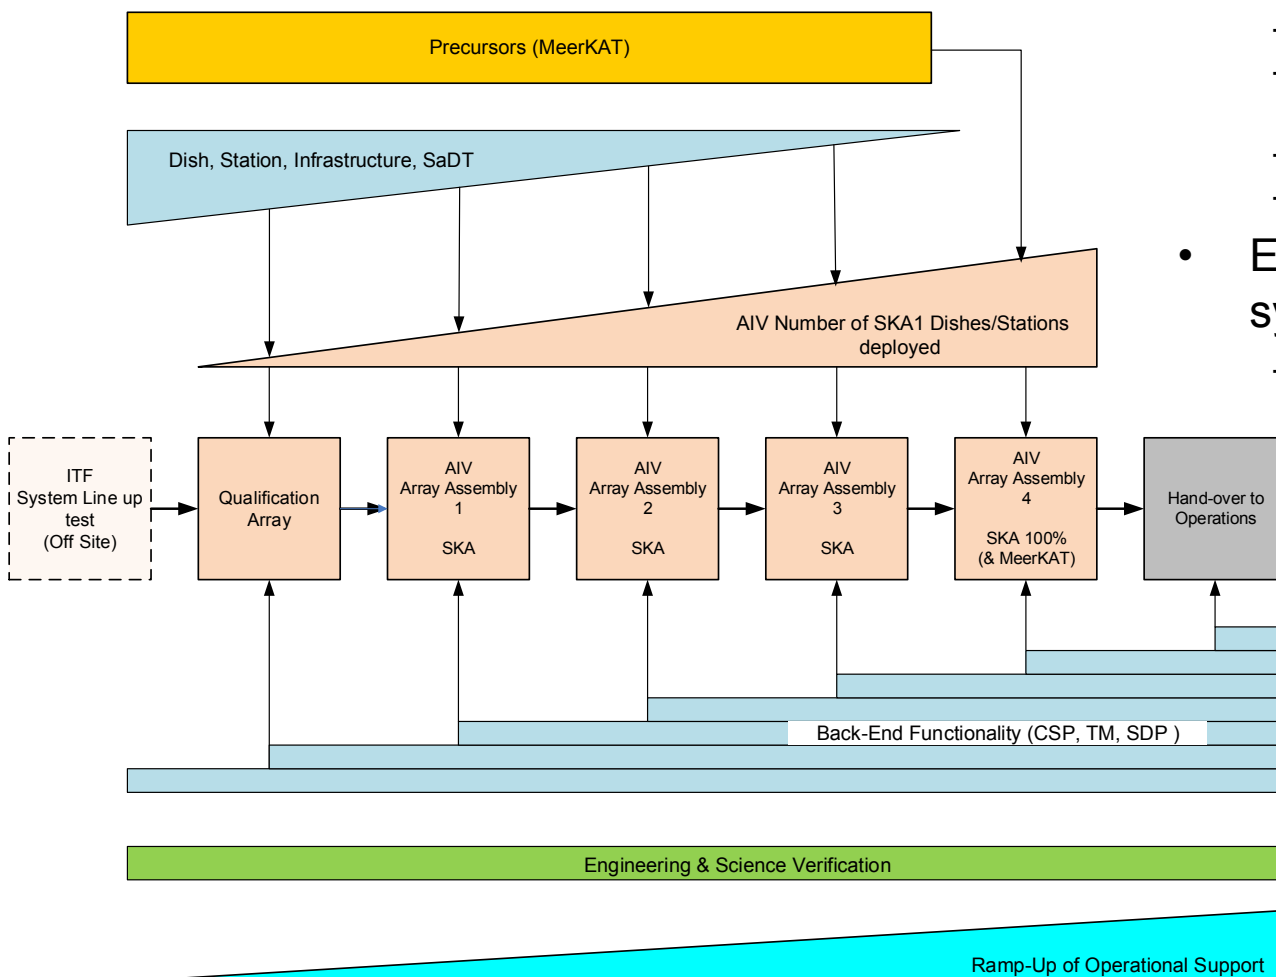 Precursors (MeerKAT)
Dish, Station, Infrastructure, SaDT
• E
sy
AIV Number of SKA1 Dishes/Stations
deployed
ITF
System Line up
test
(Off Site)
Qualification
Array
AIV
Array Assembly
1
SKA
AIV
Array Assembly
2
SKA
AIV
Array Assembly
3
SKA
AIV
Array Assembly
4
SKA 100%
(& MeerKAT)
Hand-over to
Operations
Back-End Functionality (CSP, TM, SDP )
Engineering & Science Verification
Ramp-Up of Operational Support